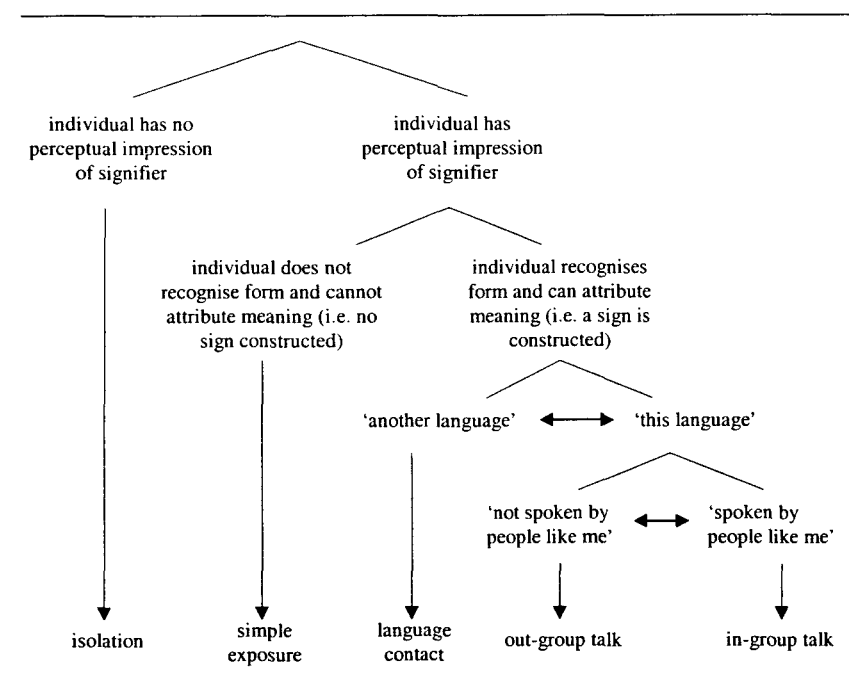 individual has no
perceptual impression
of signifier
individual has
perceptual impression
of signifier
individual does not
recognise form and cannot
attribute meaning (i.e. no
sign constructed)
individual recognises
form and can attribute
meaning (i.e. a sign is
constructed)
‘another language’
‘this language’
‘not spoken by
people like me’
‘spoken by
people like me’
isolation
simple
exposure
language
contact
out-group talk
in-group talk